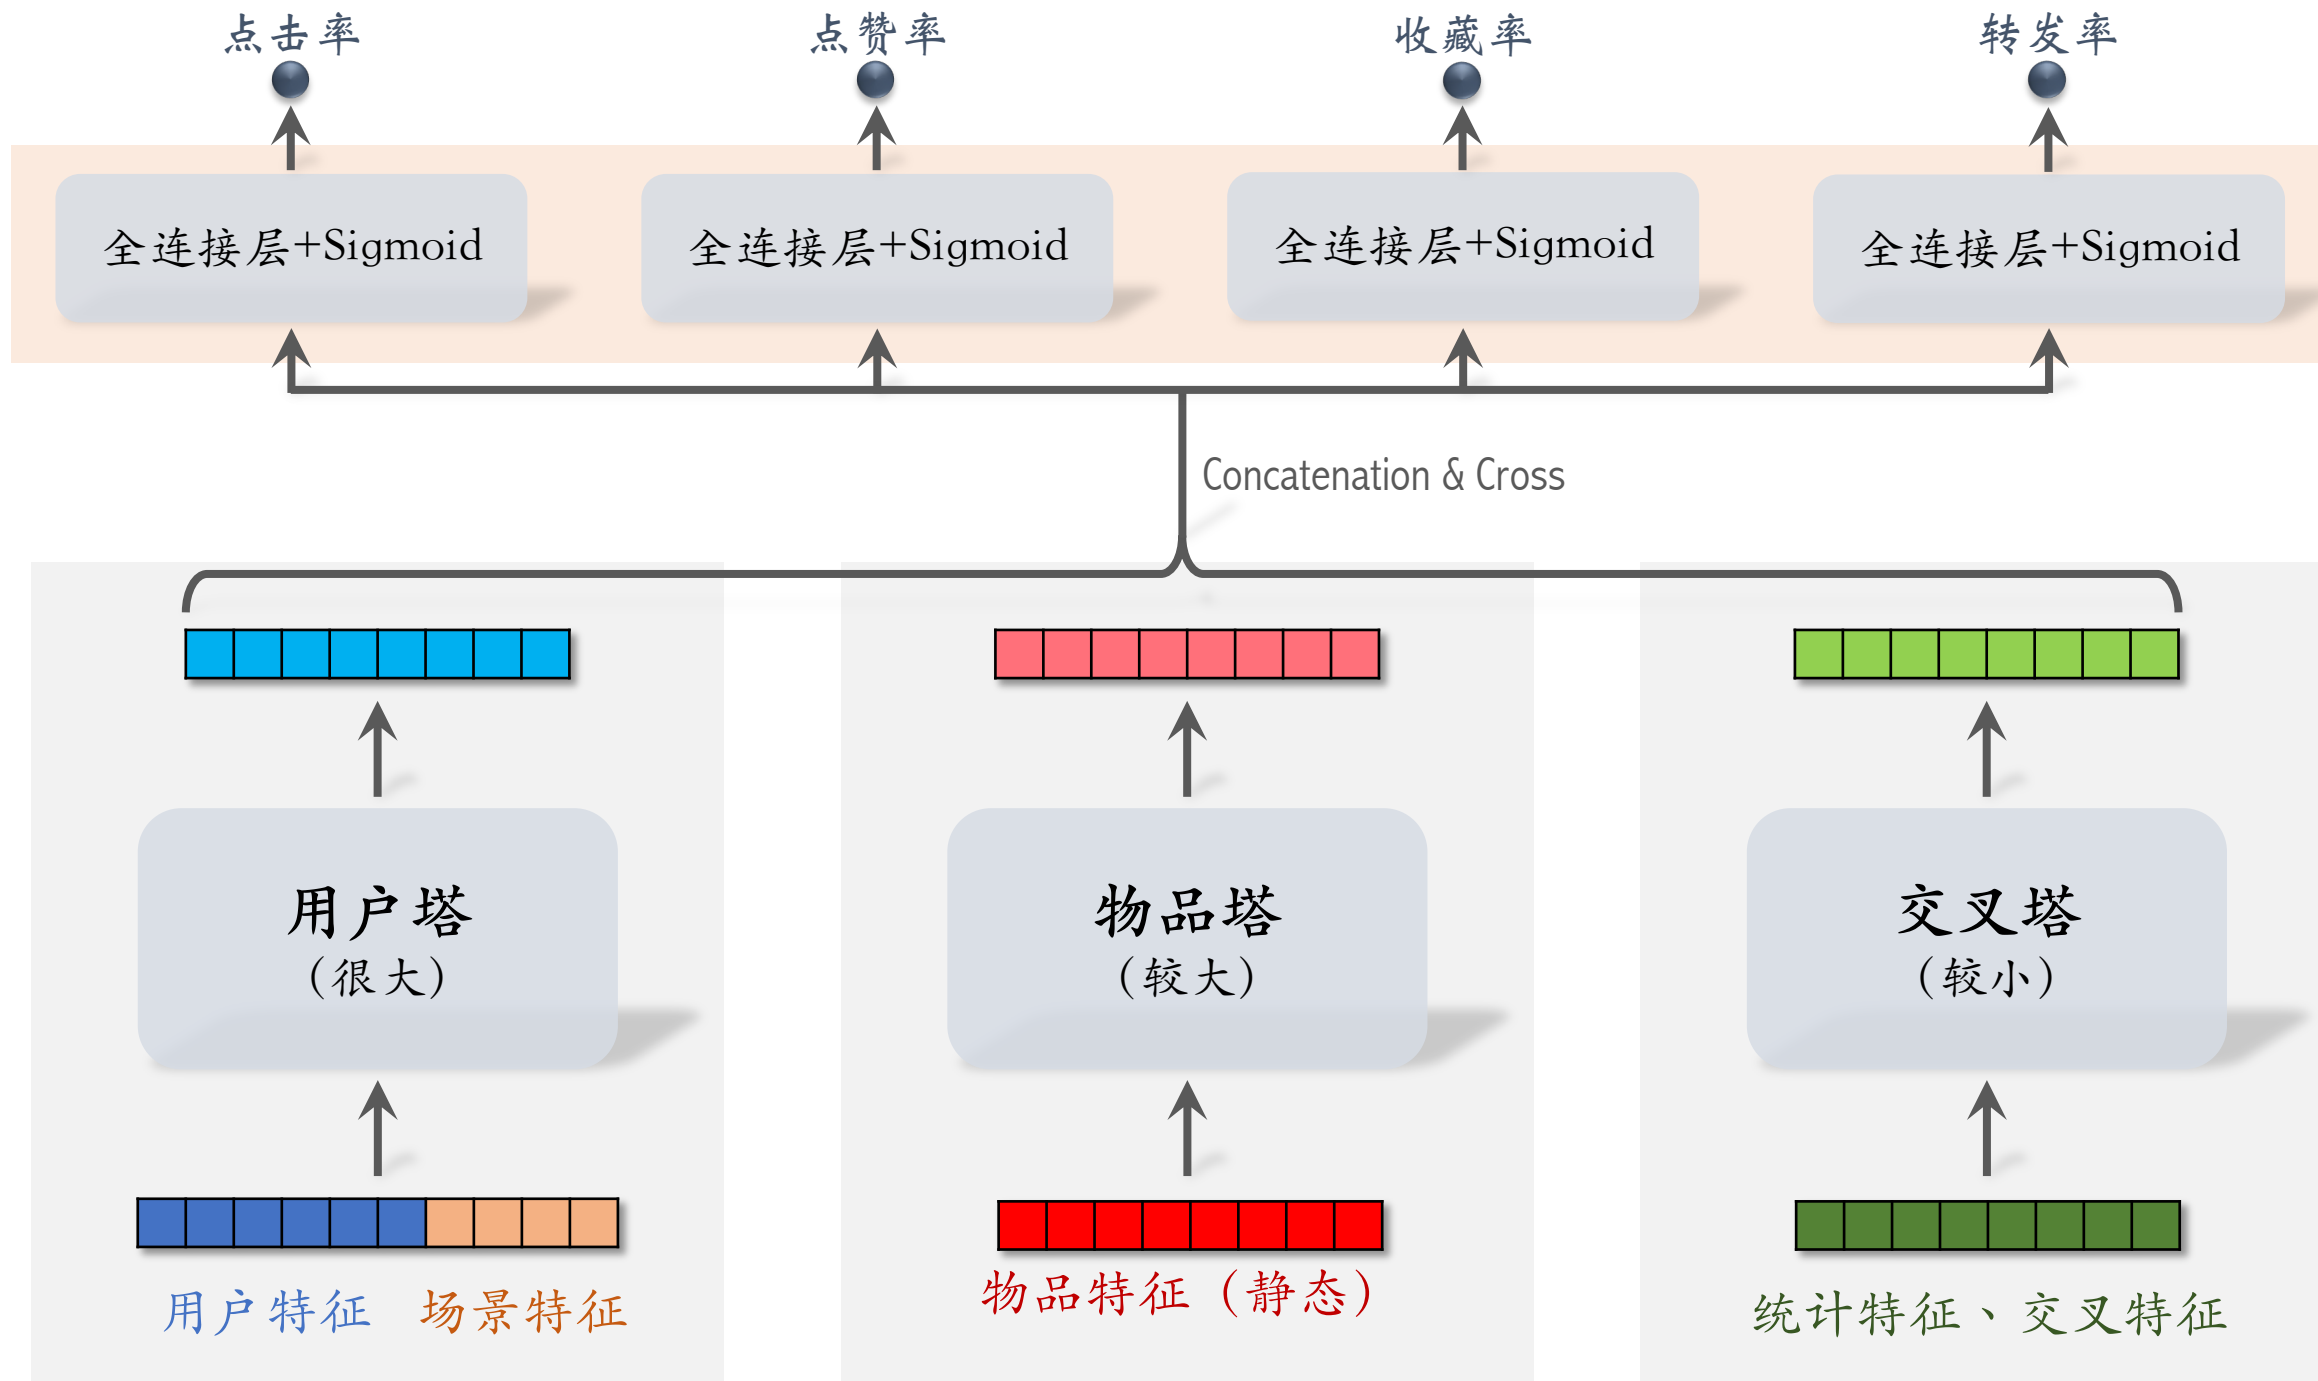 点击率
点赞率
收藏率
转发率
全连接层+Sigmoid
全连接层+Sigmoid
全连接层+Sigmoid
全连接层+Sigmoid
Concatenation & Cross
用户塔
（很大）
物品塔
（较大）
交叉塔
（较小）
用户特征
场景特征
物品特征（静态）
统计特征、交叉特征